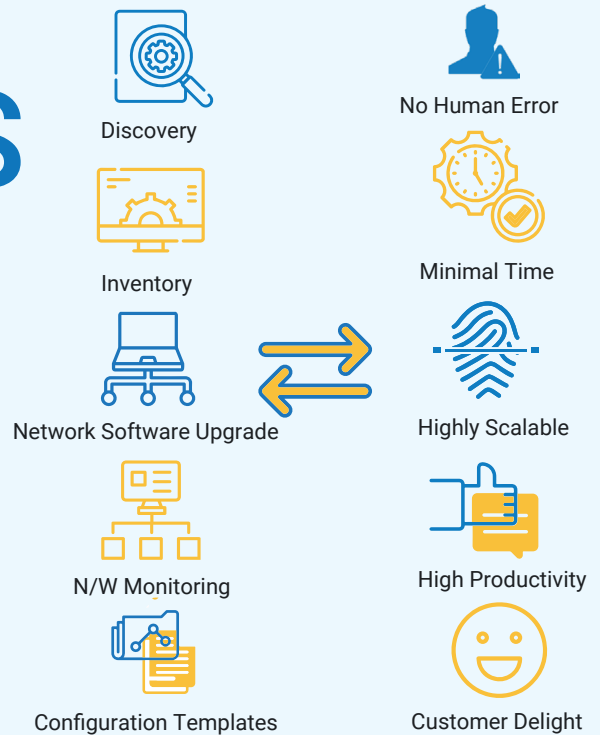 S
Discovery
No Human Error
Inventory
Minimal Time
Network Software Upgrade
Highly Scalable
N/W Monitoring
High Productivity
Configuration Templates
Customer Delight